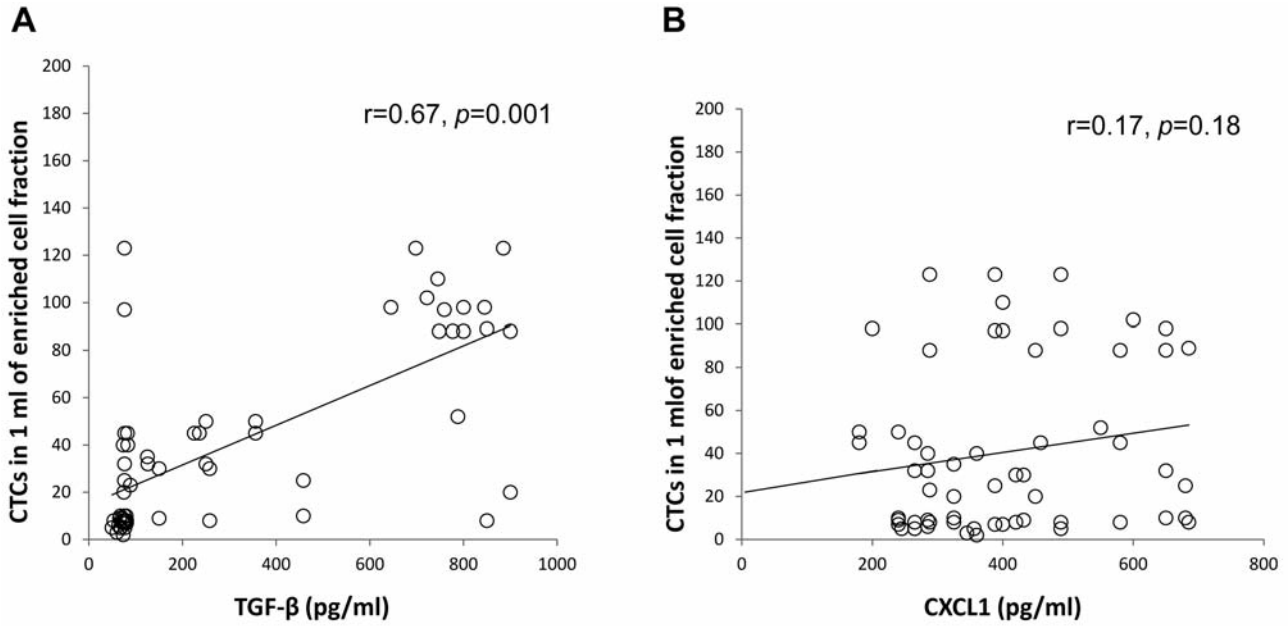 A
CTCs in 1 ml of enriched cell fraction
200
180
160
140
120
100
80
60
40
20
0
r=0.67, p=0.001
0 200 400 600 800 1000
TGF-β (pg/ml)
B
CTCs in 1 mlof enriched cell fraction
200
180
160
140
120
100
80
60
40
20
0
r=0.17, p=0.18
0 200 400 600 800
CXCL1 (pg/ml)